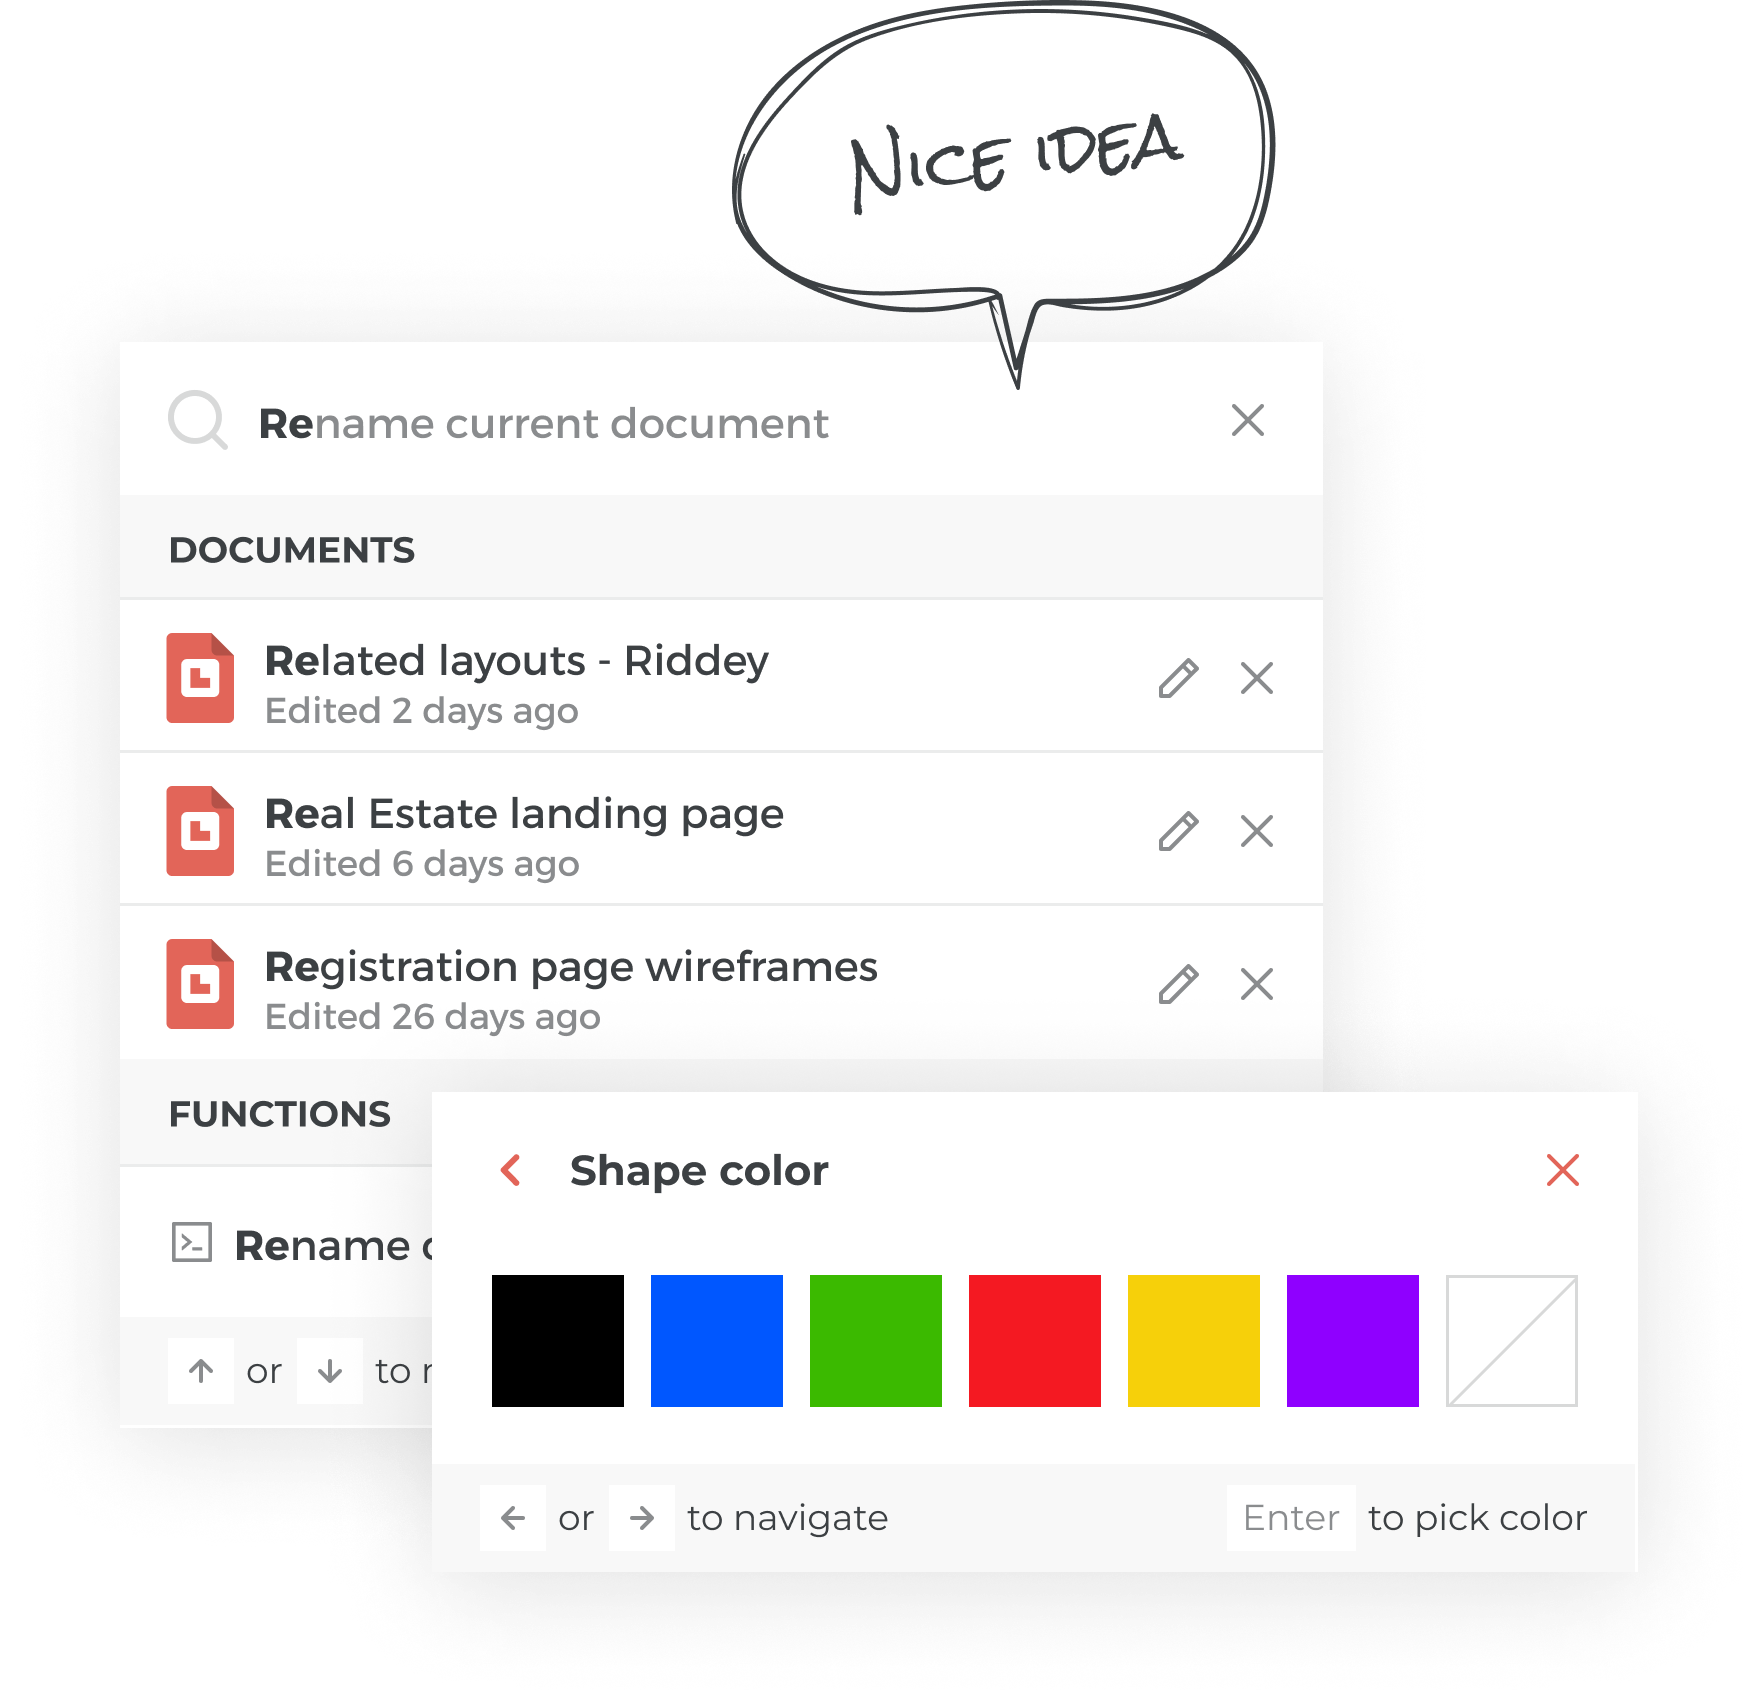 NICE IDEA
Rename current document
DOCUMENTS
Related layouts - Riddey
Edited 2 days ago
Real Estate landing page
Edited 6 days ago
Registration page wireframes
Edited 26 days ago
FUNCTIONS
Rename
or to
Shape color
or to navigate
Enter to pick color